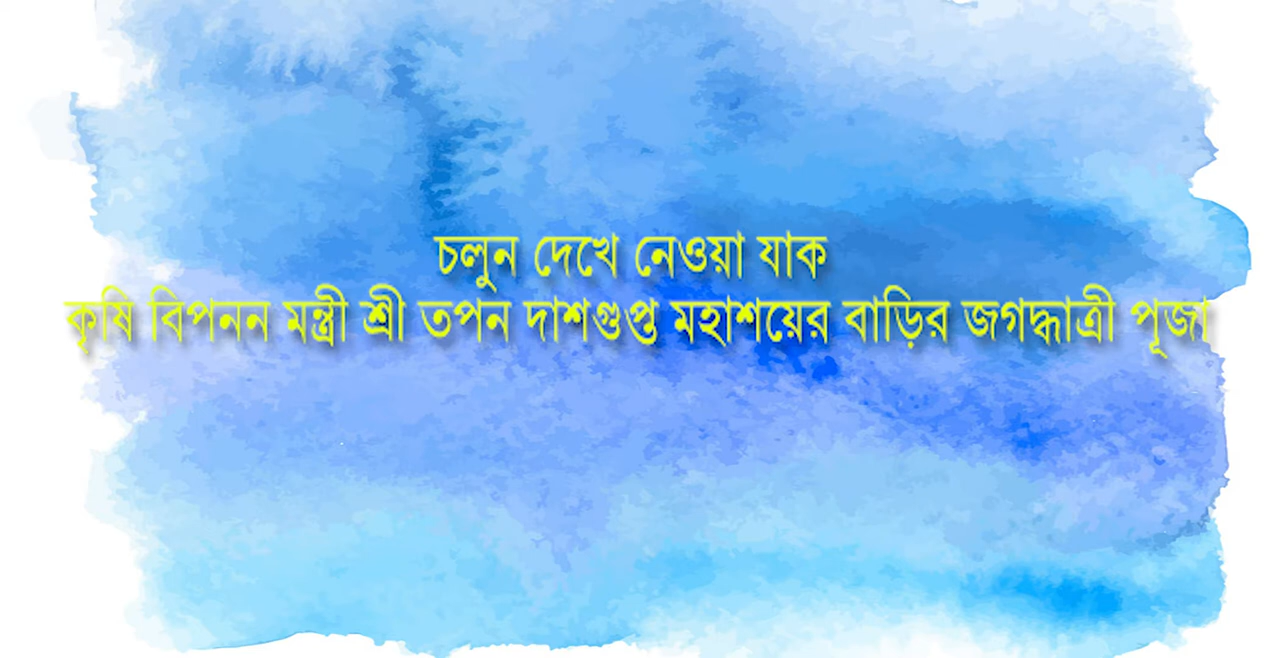 চলুন দেখে নেওয়া যাক
কৃষি বিপনন মন্ত্রী শ্রী তপন দাশগুপ্ত মহাশয়ের বাড়ির জগদ্ধাত্রী পূজা